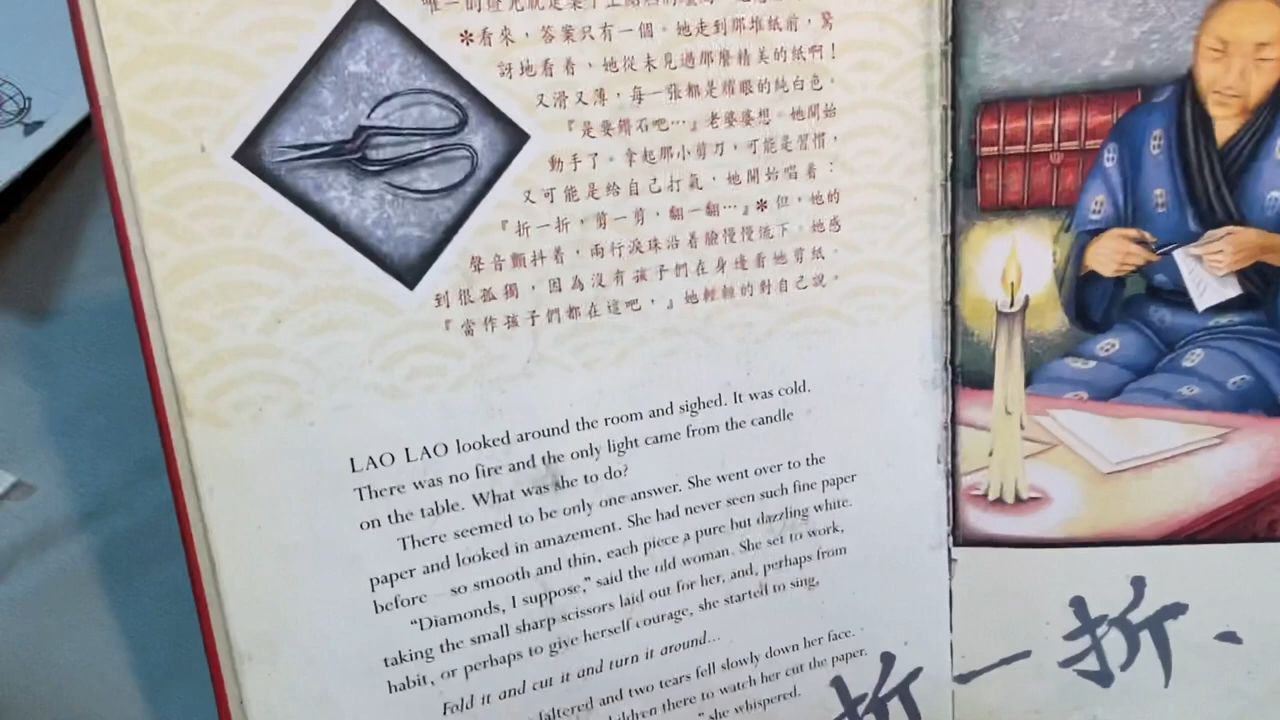 ✻看來，答案只有一個。她走到那堆紙前，驚
訝地看着，她從未見過那麼精美的紙啊！
又滑又薄，每一張都是耀眼的純白色。
『是要鑽石吧…』老婆婆想。她開始
動手了。拿起那小剪刀，可能是習慣，
又可能是給自己打氣，她開始唱着：
『折一折，剪一剪，翻一翻…』✻但，她的
聲音顫抖着，兩行淚珠沿着臉慢慢流下。她感
到很孤獨，因為沒有孩子們在身邊看她剪紙。
『當作孩子們都在這吧，』她輕輕的對自己說。
LAO LAO looked around the room and sighed. It was cold.
There was no fire and the only light came from the candle
on the table. What was she to do?
There seemed to be only one answer. She went over to the
paper and looked in amazement. She had never seen such fine paper
before so smooth and thin, each piece a pure but dazzling white.
"Diamonds, I suppose," said the old woman. She set to work,
taking the small sharp scissors laid out for her, and, perhaps from
habit, or perhaps to give herself courage, she started to sing,
Fold it and cut it and turn it around...
faltered and two tears fell slowly down her face.
there to watch her cut the paper.
she whispered.
折一折、